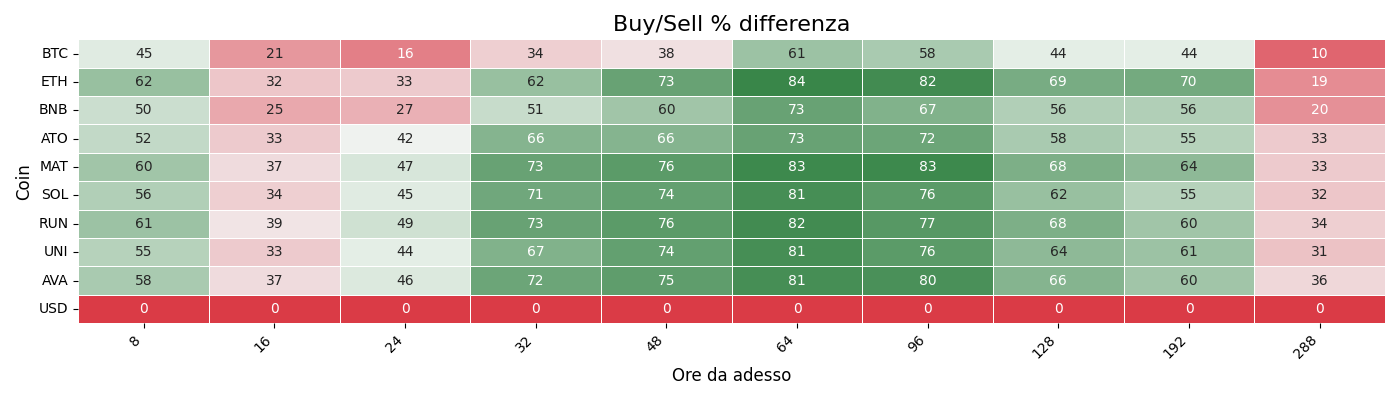 Buy/Sell % differenza
Coin
BTC 45 21 16 34 38 61 58 44 44 10
ETH 62 32 33 62 73 84 82 69 70 19
BNB 50 25 27 51 60 73 67 56 56 20
ATO 52 33 42 66 66 73 72 58 55 33
MAT 60 37 47 73 76 83 83 68 64 33
SOL 56 34 45 71 74 81 76 62 55 32
RUN 61 39 49 73 76 82 77 68 60 34
UNI 55 33 44 67 74 81 76 64 61 31
AVA 58 37 46 72 75 81 80 66 60 36
USD 0 0 0 0 0 0 0 0 0 0
8 16 24 32 48 64 96 128 192 288
Ore da adesso